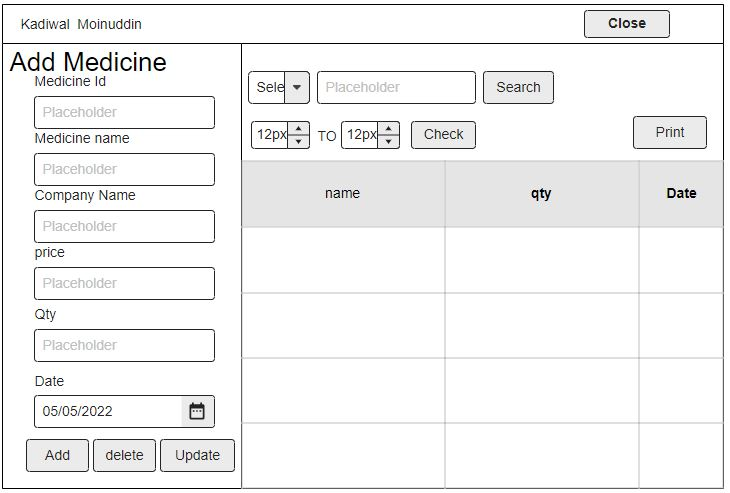 Kadiwal Moinuddin
Close
Add Medicine
Medicine Id
Placeholder
Medicine name
Placeholder
Company Name
Placeholder
price
Placeholder
Qty
Placeholder
Date
05/05/2022
Add delete Update
Sele Placeholder Search
12px TO 12px Check Print
name qty Date